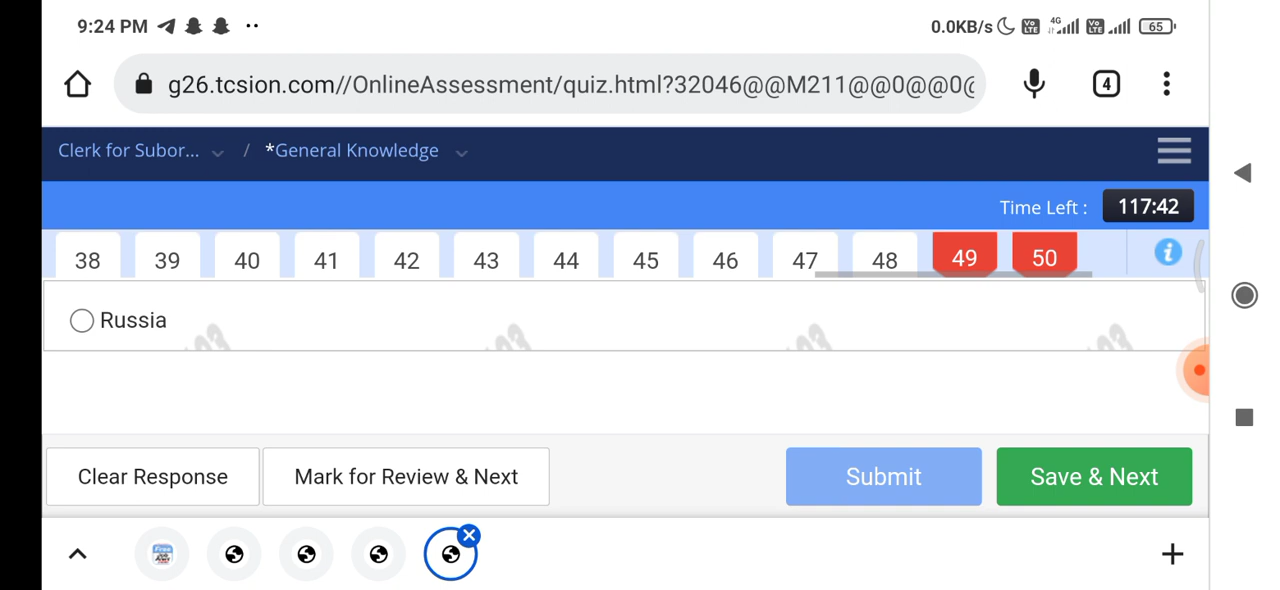 9:24 PM
0.0KB/s 4G 65
g26.tcsion.com//OnlineAssessment/quiz.html?32046@@M211@@0@@0@
4
Clerk for Subor... / *General Knowledge
Time Left : 117:42
38 39 40 41 42 43 44 45 46 47 48 49 50 i
Russia
Clear Response Mark for Review & Next Submit Save & Next